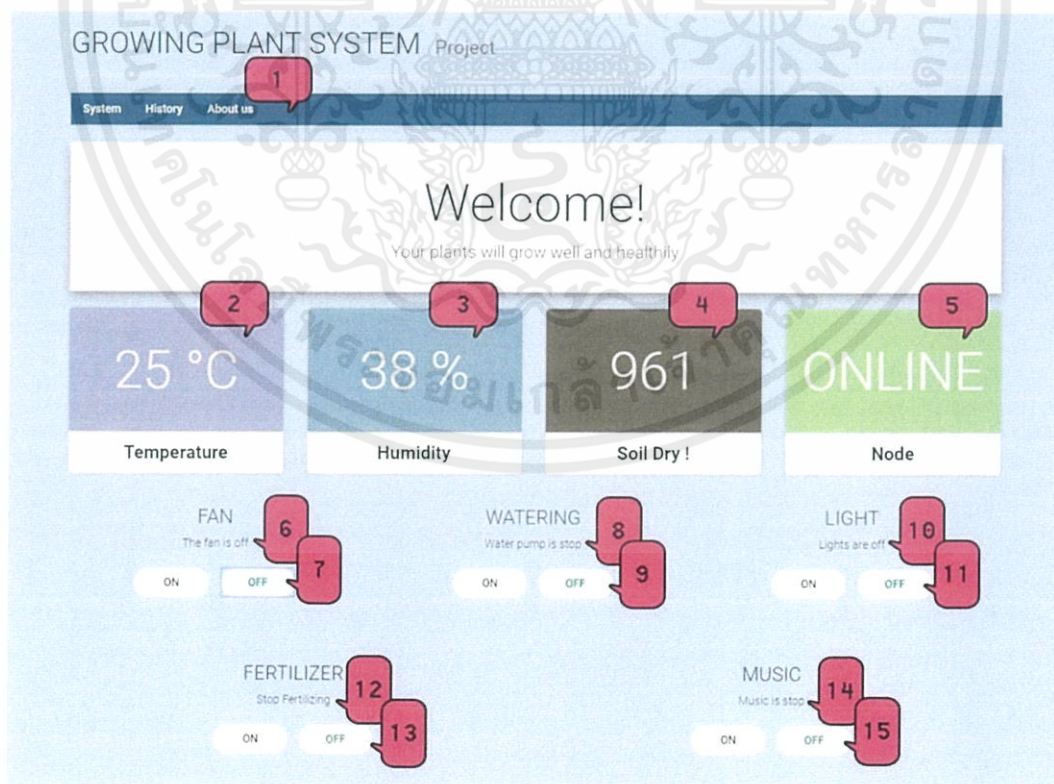 GROWING PLANT SYSTEM Project
1
System History About us
Welcome!
Your plants will grow well and healthily
2 3 4 5
25 °C 38 % 961 ONLINE
Temperature Humidity Soil Dry ! Node
FAN 6 WATERING 8 LIGHT 10
The fan is off Water pump is stop Lights are off
ON OFF 7 ON OFF 9 ON OFF 11
FERTILIZER 12 MUSIC 14
Stop Fertilizing Music is stop
ON OFF 13 ON OFF 15